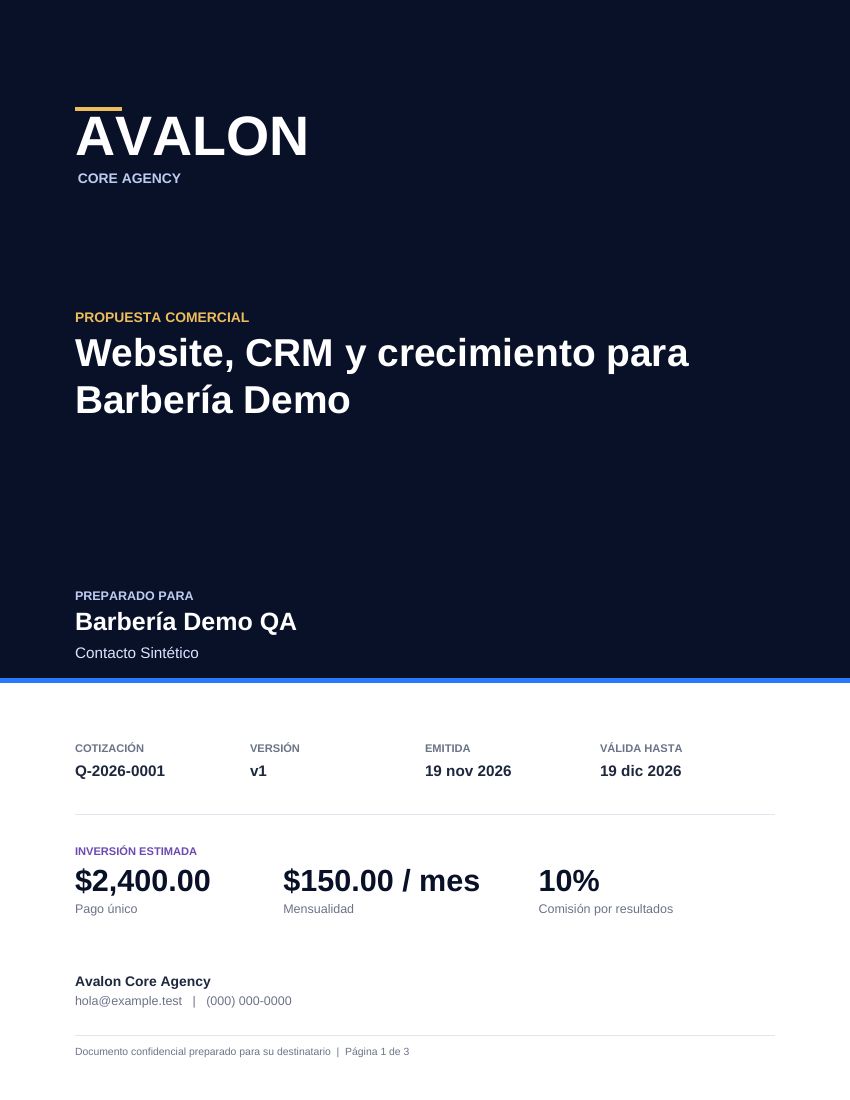 AVALON
CORE AGENCY
PROPUESTA COMERCIAL
Website, CRM y crecimiento para
Barbería Demo
PREPARADO PARA
Barbería Demo QA
Contacto Sintético
COTIZACIÓN VERSIÓN EMITIDA VÁLIDA HASTA
Q-2026-0001 v1 19 nov 2026 19 dic 2026
INVERSIÓN ESTIMADA
$2,400.00 $150.00 / mes 10%
Pago único Mensualidad Comisión por resultados
Avalon Core Agency
hola@example.test | (000) 000-0000
Documento confidencial preparado para su destinatario | Página 1 de 3